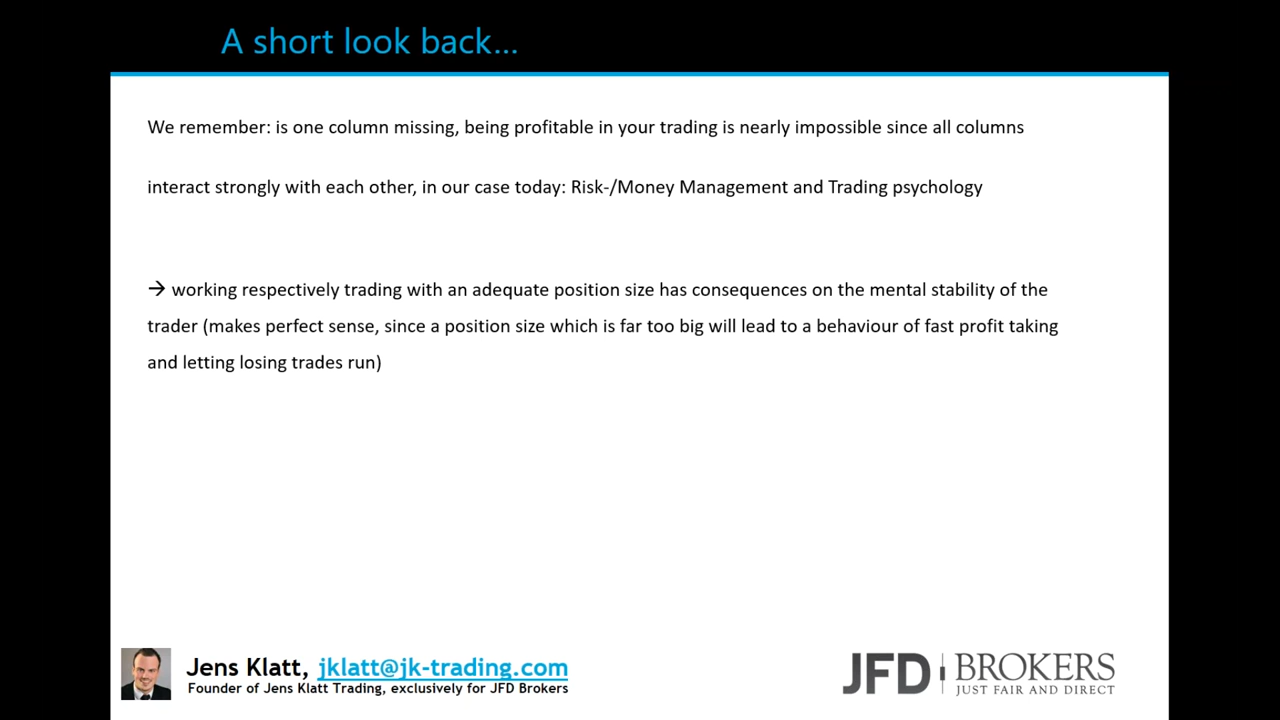 A short look back...
We remember: is one column missing, being profitable in your trading is nearly impossible since all columns
interact strongly with each other, in our case today: Risk-/Money Management and Trading psychology
→ working respectively trading with an adequate position size has consequences on the mental stability of the
trader (makes perfect sense, since a position size which is far too big will lead to a behaviour of fast profit taking
and letting losing trades run)
Jens Klatt, jklatt@jk-trading.com
Founder of Jens Klatt Trading, exclusively for JFD Brokers
JFD BROKERS
JUST FAIR AND DIRECT